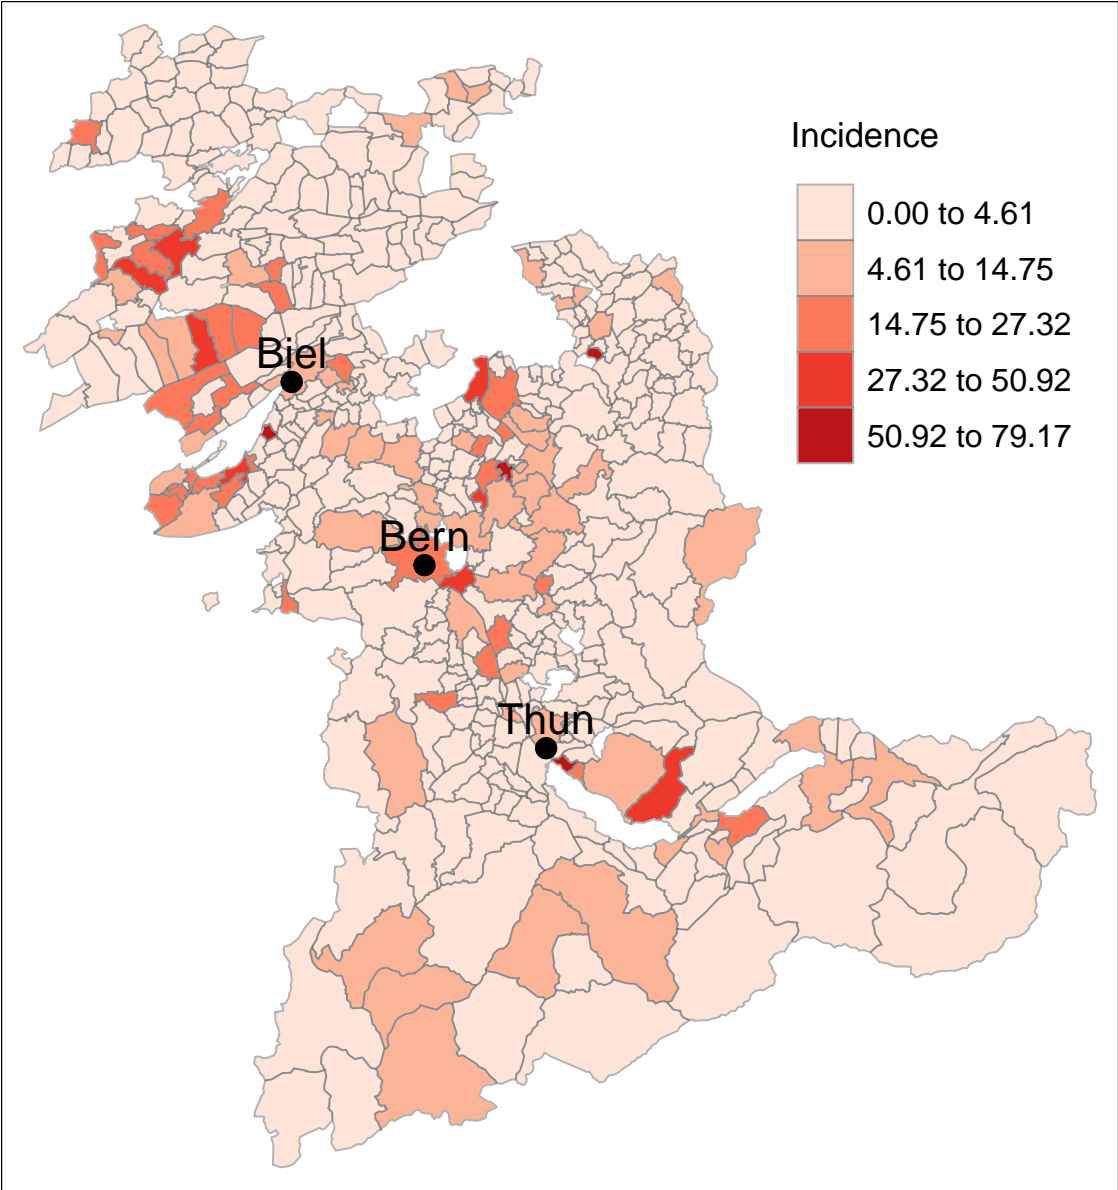 Incidence
0.00 to 4.61
4.61 to 14.75
14.75 to 27.32
27.32 to 50.92
50.92 to 79.17
Biel
Bern
Thun